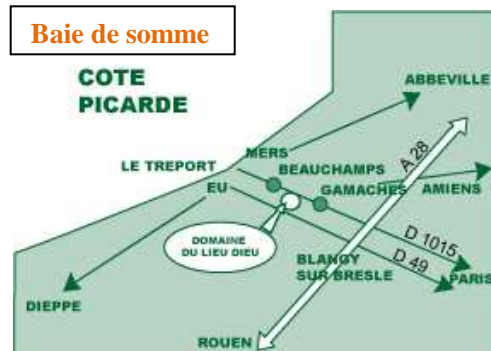 Baie de somme
COTE
PICARDE
ABBEVILLE
MERS
A 28
LE TREPORT
BEAUCHAMPS
EU
GAMACHES
AMIENS
DOMAINE
DU LIEU DIEU
D 1015
BLANGY
SUR BRESLE
D 49
PARIS
DIEPPE
ROUEN